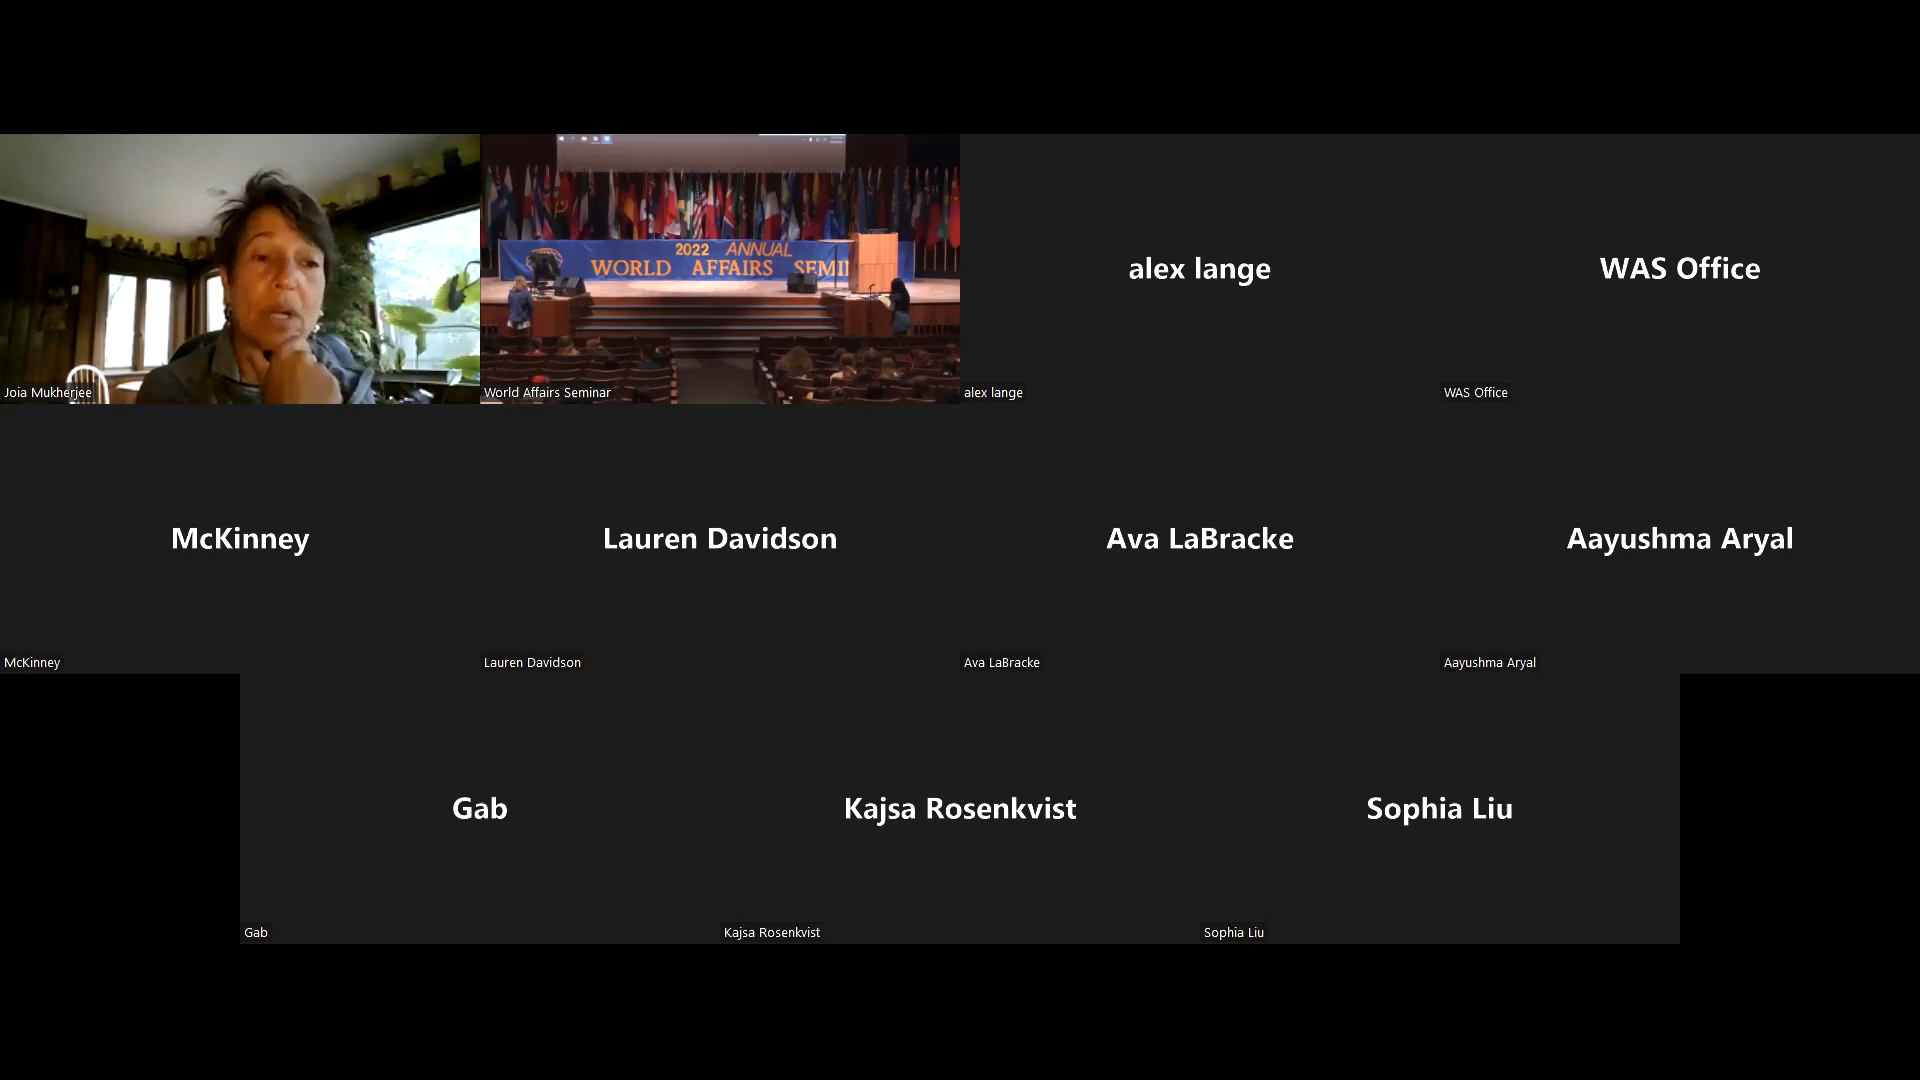 2022 ANNUAL
WORLD AFFAIRS SEMI
alex lange
WAS Office
Joia Mukherjee
World Affairs Seminar
alex lange
WAS Office
McKinney
Lauren Davidson
Ava LaBracke
Aayushma Aryal
McKinney
Lauren Davidson
Ava LaBracke
Aayushma Aryal
Gab
Kajsa Rosenkvist
Sophia Liu
Gab
Kajsa Rosenkvist
Sophia Liu